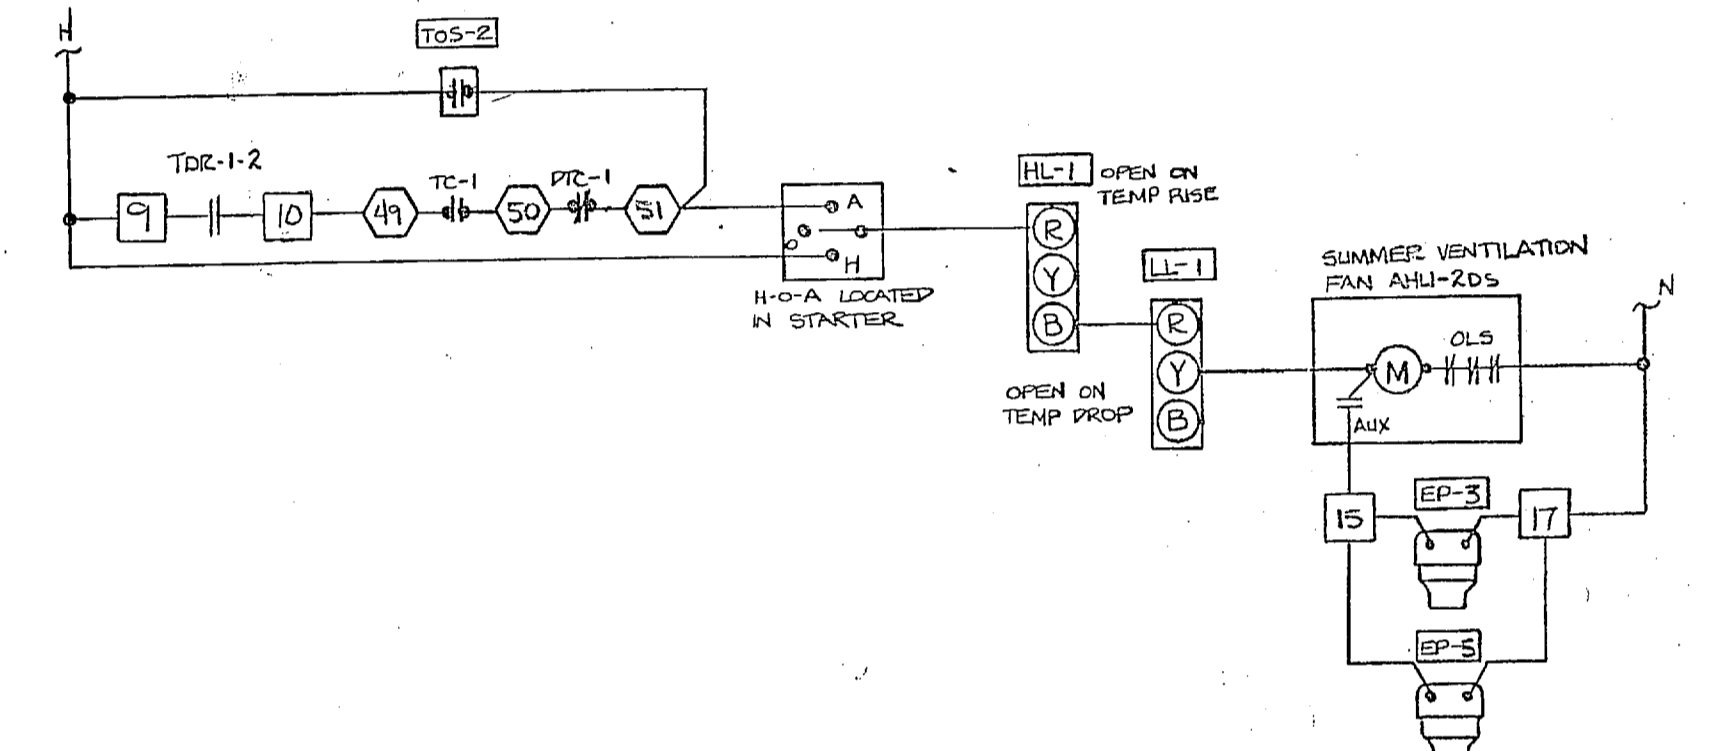 H
TOS-2
TDR-1-2
9
10
49
TC-1
50
DTC-1
51
A
O
H
H-O-A LOCATED
IN STARTER
HL-1
OPEN ON
TEMP RISE
R
Y
B
LL-1
R
Y
B
OPEN ON
TEMP DROP
SUMMER VENTILATION
FAN AHU-2DS
OLS
M
AUX
N
15
EP-3
17
EP-5